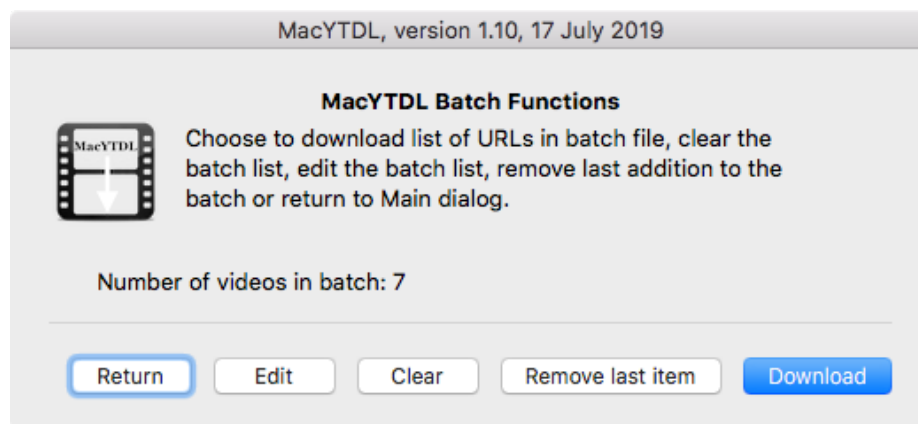 MacYTDL, version 1.10, 17 July 2019
MacYTDL Batch Functions
MacYTDL
Choose to download list of URLs in batch file, clear the
batch list, edit the batch list, remove last addition to the
batch or return to Main dialog.
Number of videos in batch: 7
Return Edit Clear Remove last item Download